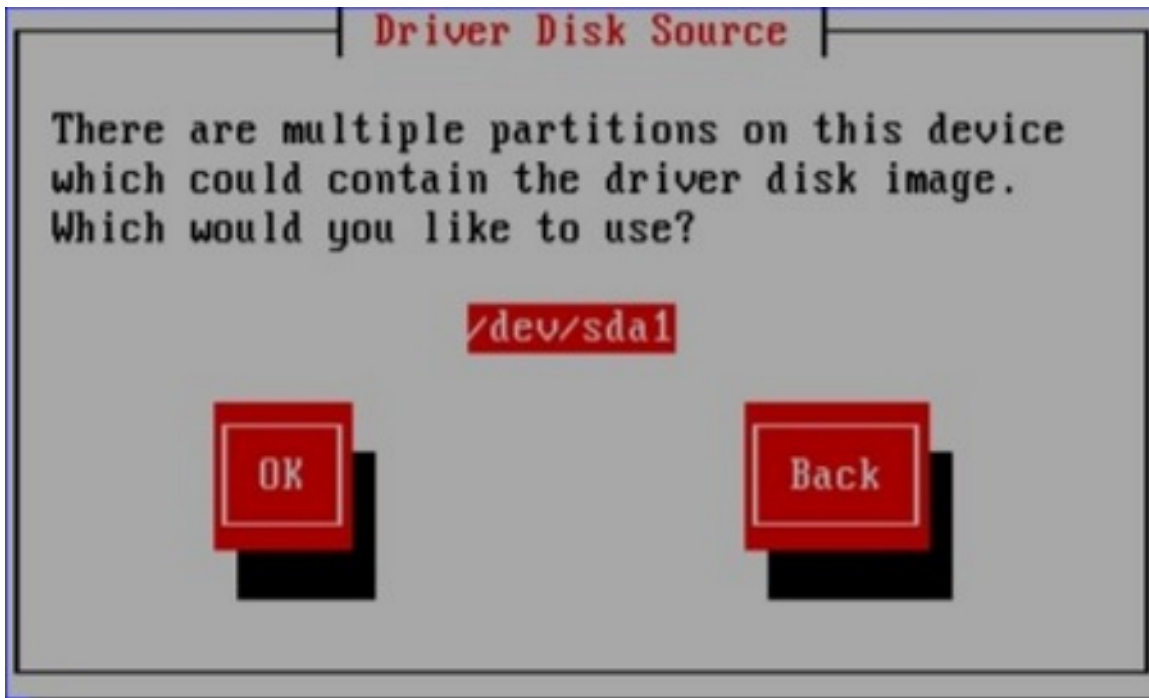 Driver Disk Source
There are multiple partitions on this device
which could contain the driver disk image.
Which would you like to use?
/dev/sda1
OK
Back